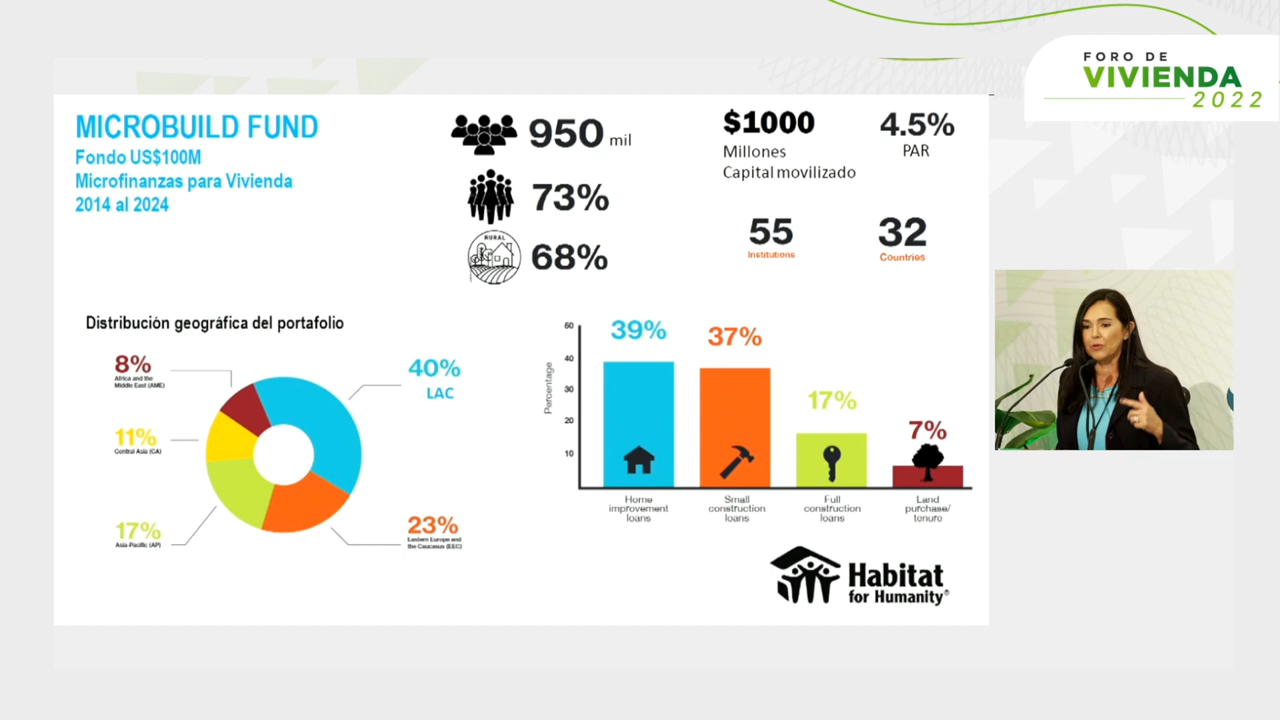 FORO DE
VIVIENDA
2022
MICROBUILD FUND
Fondo US$100M
Microfinanzas para Vivienda
2014 al 2024
950 mil
73%
RURAL
68%
$1000
Millones
Capital movilizado
4.5%
PAR
55
Institutions
32
Countries
Distribución geográfica del portafolio
8%
Africa and the
Middle East (AME)
40%
LAC
11%
Central Asia (CA)
17%
Asia-Pacific (AP)
23%
Eastern Europe and
the Caucasus (EEC)
Percentage
50
40
30
20
10
39%
37%
17%
7%
Home
improvement
loans
Small
construction
loans
Full
construction
loans
Land
purchase/
tenure
Habitat
for Humanity®